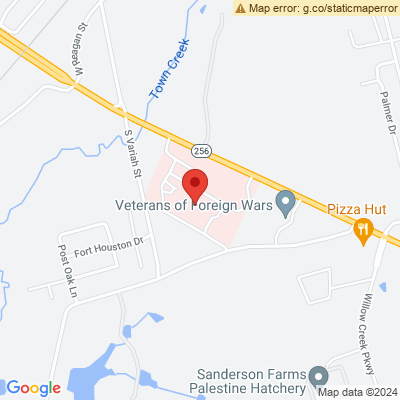 Map error: g.co/staticmaperror
W Reagan St
Town Creek
Palmer Dr
S Variah St
256
Veterans of Foreign Wars
Pizza Hut
Fort Houston Dr
Post Oak Ln
Willow Creek Pkwy
Sanderson Farms
Palestine Hatchery
Google
Map data ©2024